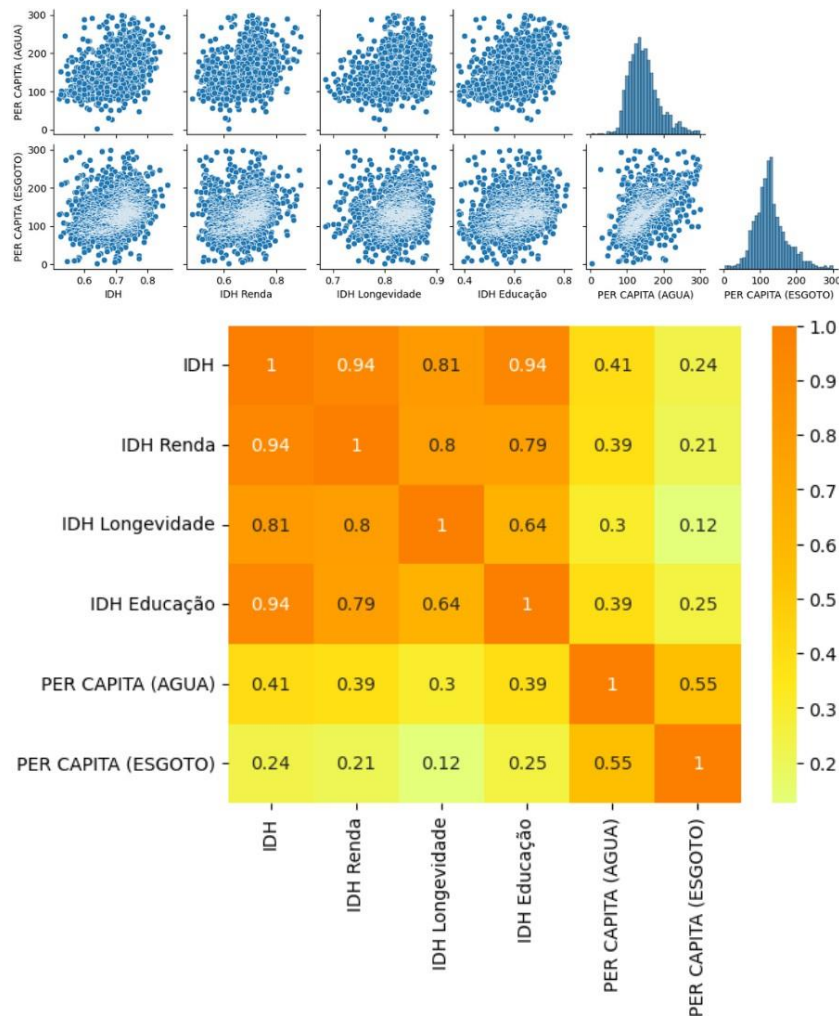 PER CAPITA (AGUA)
300
200
100
0
PER CAPITA (ESGOTO)
300
200
100
0
0.6 0.7 0.8
IDH
0.6 0.8
IDH Renda
0.7 0.8 0.9
IDH Longevidade
0.4 0.6 0.8
IDH Educação
0 100 200 300
PER CAPITA (AGUA)
0 100 200 300
PER CAPITA (ESGOTO)
IDH 1 0.94 0.81 0.94 0.41 0.24
IDH Renda 0.94 1 0.8 0.79 0.39 0.21
IDH Longevidade 0.81 0.8 1 0.64 0.3 0.12
IDH Educação 0.94 0.79 0.64 1 0.39 0.25
PER CAPITA (AGUA) 0.41 0.39 0.3 0.39 1 0.55
PER CAPITA (ESGOTO) 0.24 0.21 0.12 0.25 0.55 1
IDH
IDH Renda
IDH Longevidade
IDH Educação
PER CAPITA (AGUA)
PER CAPITA (ESGOTO)
1.0
0.9
0.8
0.7
0.6
0.5
0.4
0.3
0.2